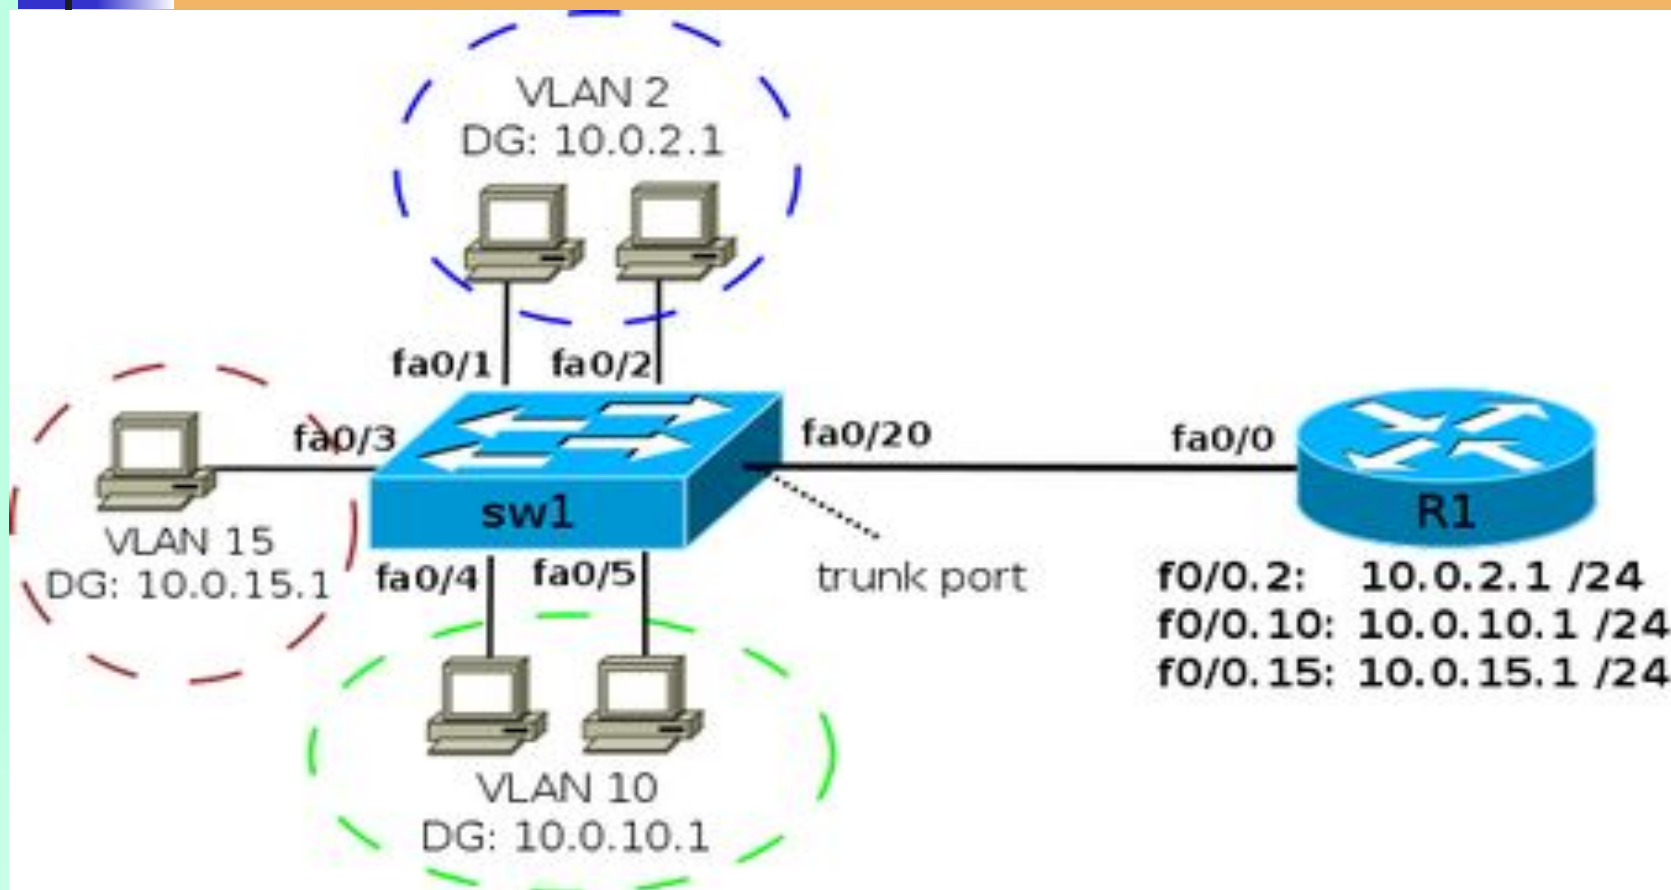 VLAN 2
DG: 10.0.2.1
fa0/1
fa0/2
fa0/3
fa0/20
fa0/0
sw1
R1
VLAN 15
DG: 10.0.15.1
fa0/4
fa0/5
trunk port
f0/0.2: 10.0.2.1 /24
f0/0.10: 10.0.10.1 /24
f0/0.15: 10.0.15.1 /24
VLAN 10
DG: 10.0.10.1